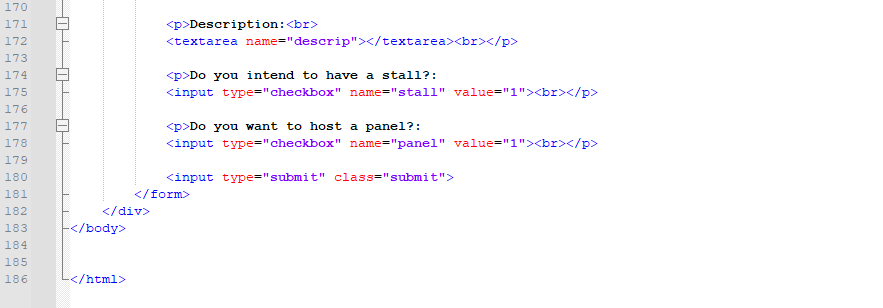 170
171 <p>Description:<br>
172 <textarea name="descrip"></textarea><br></p>
173
174 <p>Do you intend to have a stall?:
175 <input type="checkbox" name="stall" value="1"><br></p>
176
177 <p>Do you want to host a panel?:
178 <input type="checkbox" name="panel" value="1"><br></p>
179
180 <input type="submit" class="submit">
181 </form>
182 </div>
183 </body>
184
185
186 </html>